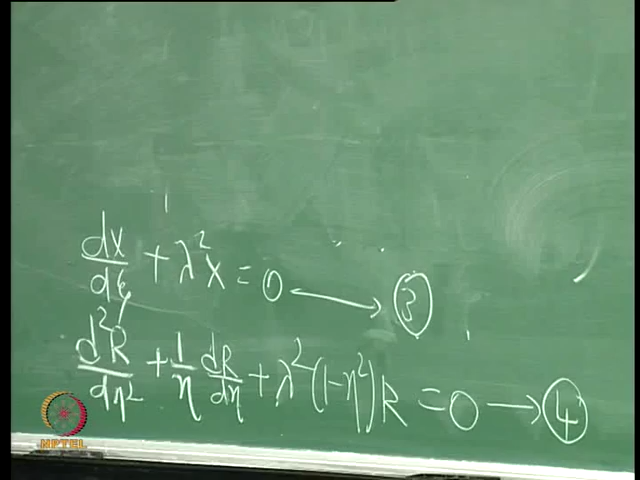 dX/dξ + λ²X = 0 ⟷ ③
d²R/dη² + 1/η dR/dη + λ²(1-η²)R = 0 → ④
NPTEL